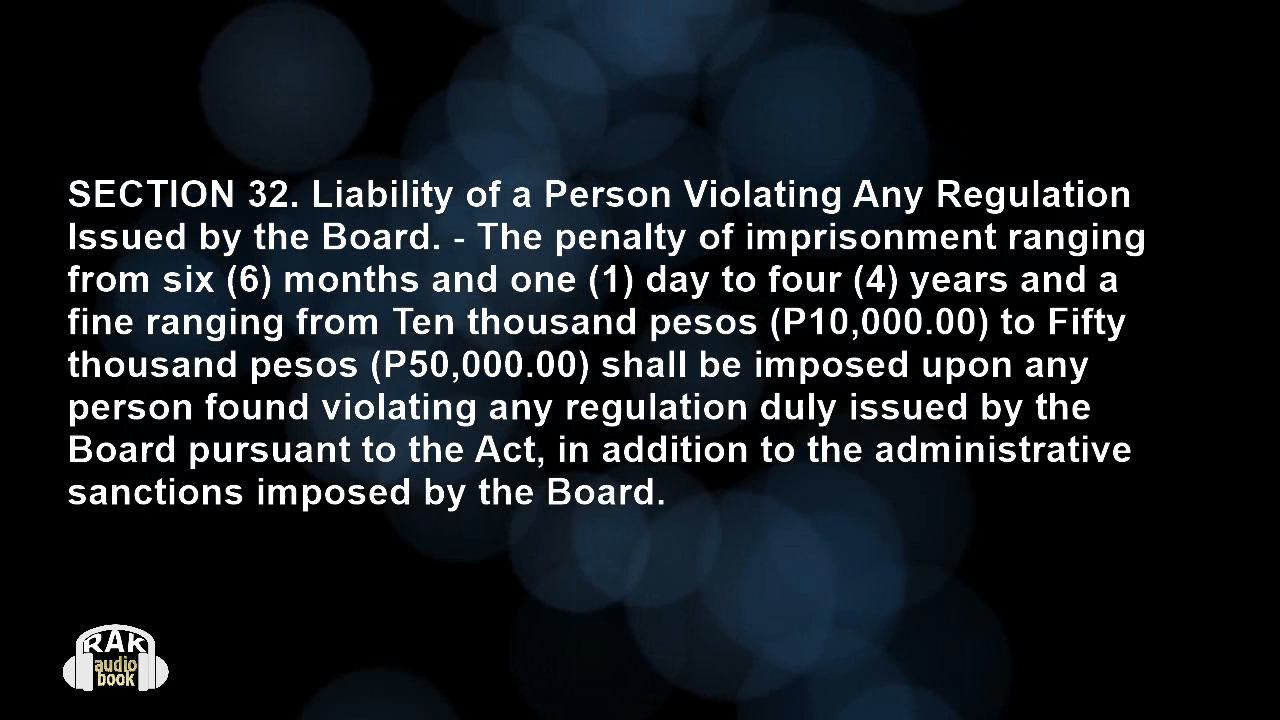 SECTION 32. Liability of a Person Violating Any Regulation
Issued by the Board. - The penalty of imprisonment ranging
from six (6) months and one (1) day to four (4) years and a
fine ranging from Ten thousand pesos (P10,000.00) to Fifty
thousand pesos (P50,000.00) shall be imposed upon any
person found violating any regulation duly issued by the
Board pursuant to the Act, in addition to the administrative
sanctions imposed by the Board.
RAK
audio
book